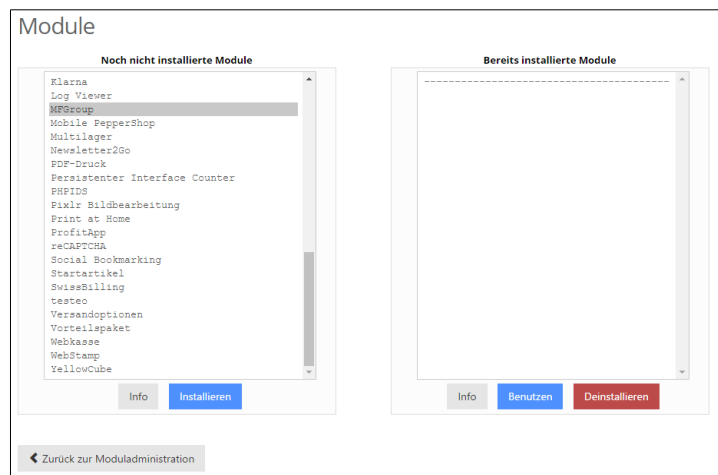 Module
Noch nicht installierte Module
Klarna
Log Viewer
MFGroup
Mobile PepperShop
Multilager
Newsletter2Go
PDF-Druck
Persistenter Interface Counter
PHPIDS
Pixlr Bildbearbeitung
Print at Home
ProfitApp
reCAPTCHA
Social Bookmarking
Startartikel
SwissBilling
testeo
Versandoptionen
Vorteilspaket
Webkasse
WebStamp
YellowCube
Info Installieren
Bereits installierte Module
------------------------------------
Info Benutzen Deinstallieren
Zurück zur Moduladministration